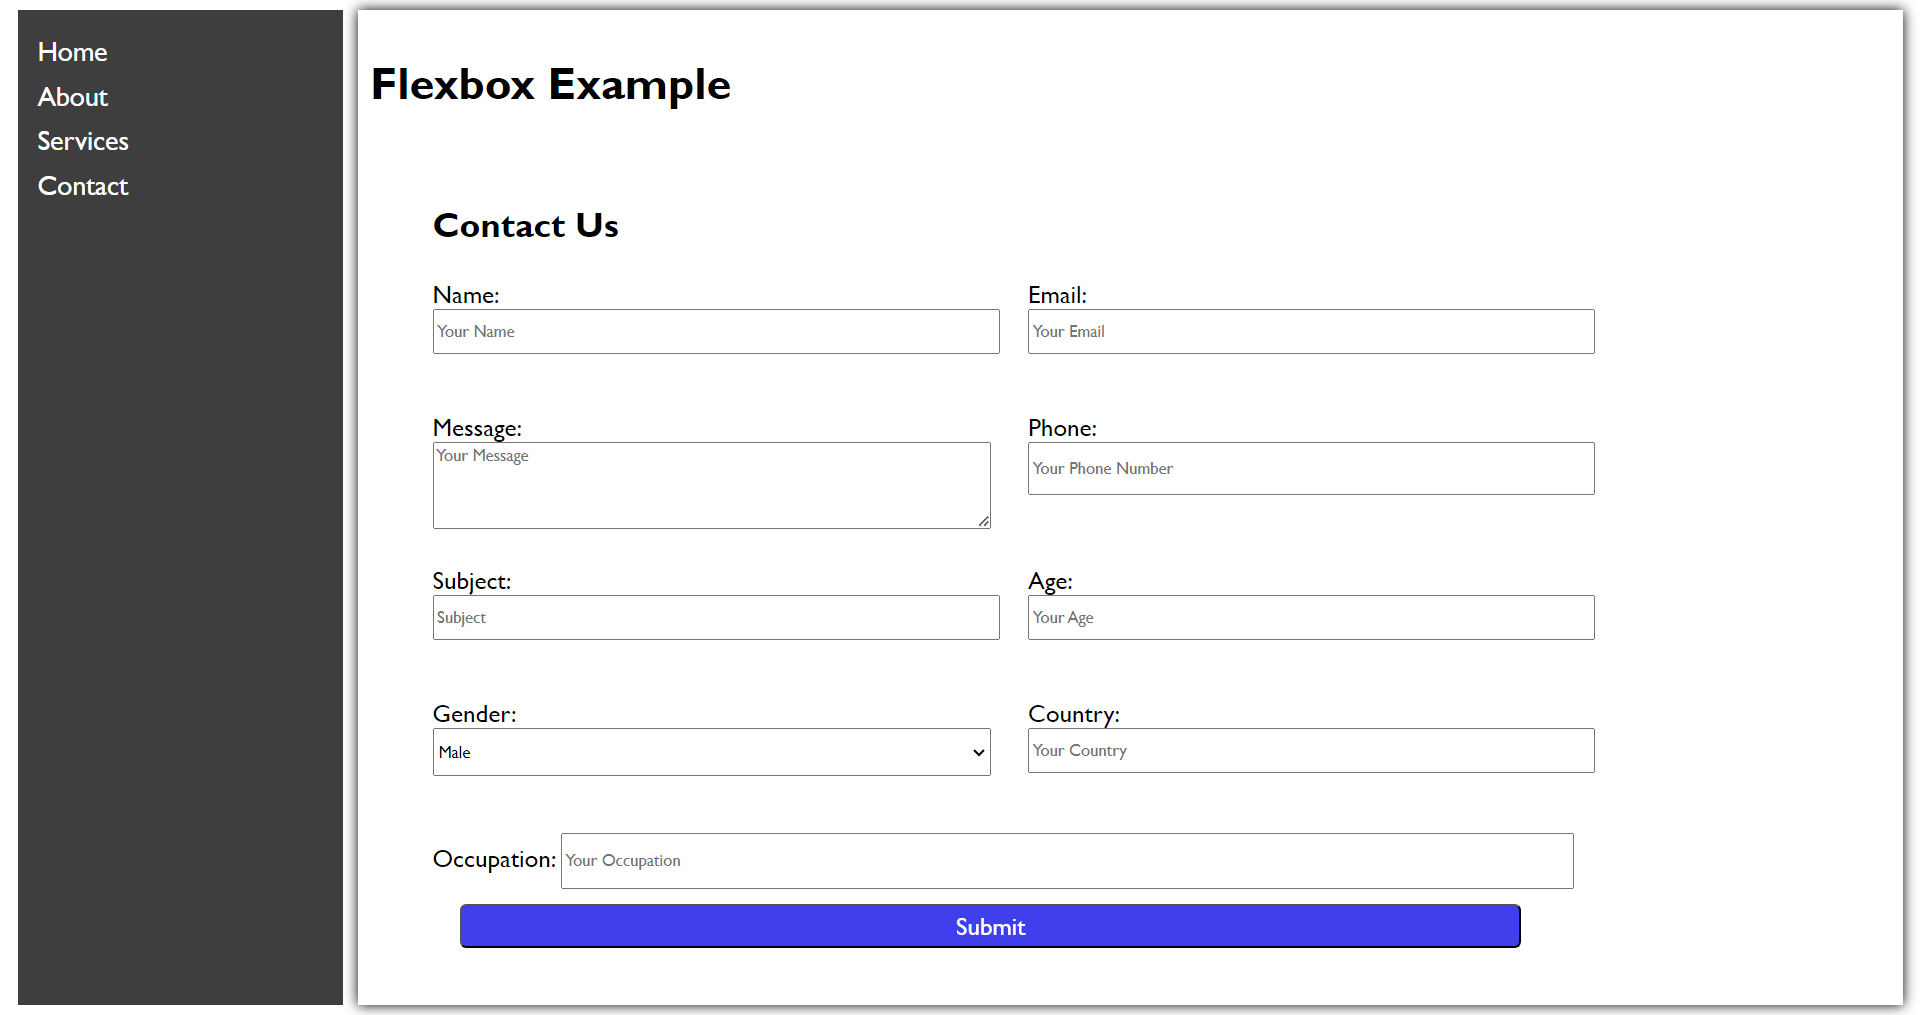 Home
About
Services
Contact
Flexbox Example
Contact Us
Name:
Your Name
Email:
Your Email
Message:
Your Message
Phone:
Your Phone Number
Subject:
Subject
Age:
Your Age
Gender:
Male
Country:
Your Country
Occupation: Your Occupation
Submit